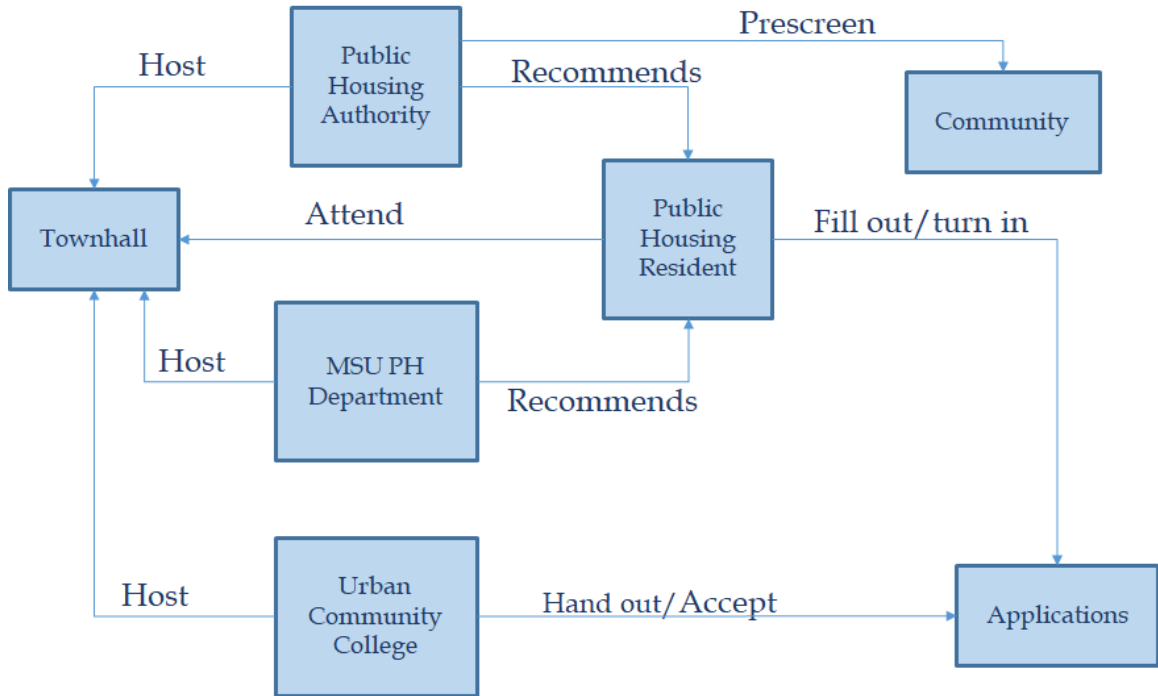 Prescreen
Public
Housing
Authority
Host
Recommends
Community
Public
Housing
Resident
Attend
Fill out/turn in
Townhall
MSU PH
Department
Host
Recommends
Urban
Community
College
Host
Hand out/Accept
Applications